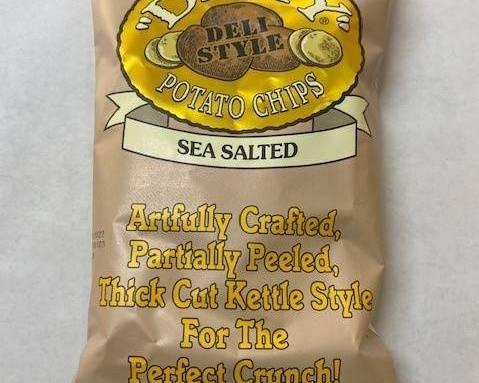 DELI
STYLE
®
POTATO CHIPS
SEA SALTED
Artfully Crafted,
Partially Peeled,
Thick Cut Kettle Style
For The
Perfect Crunch!